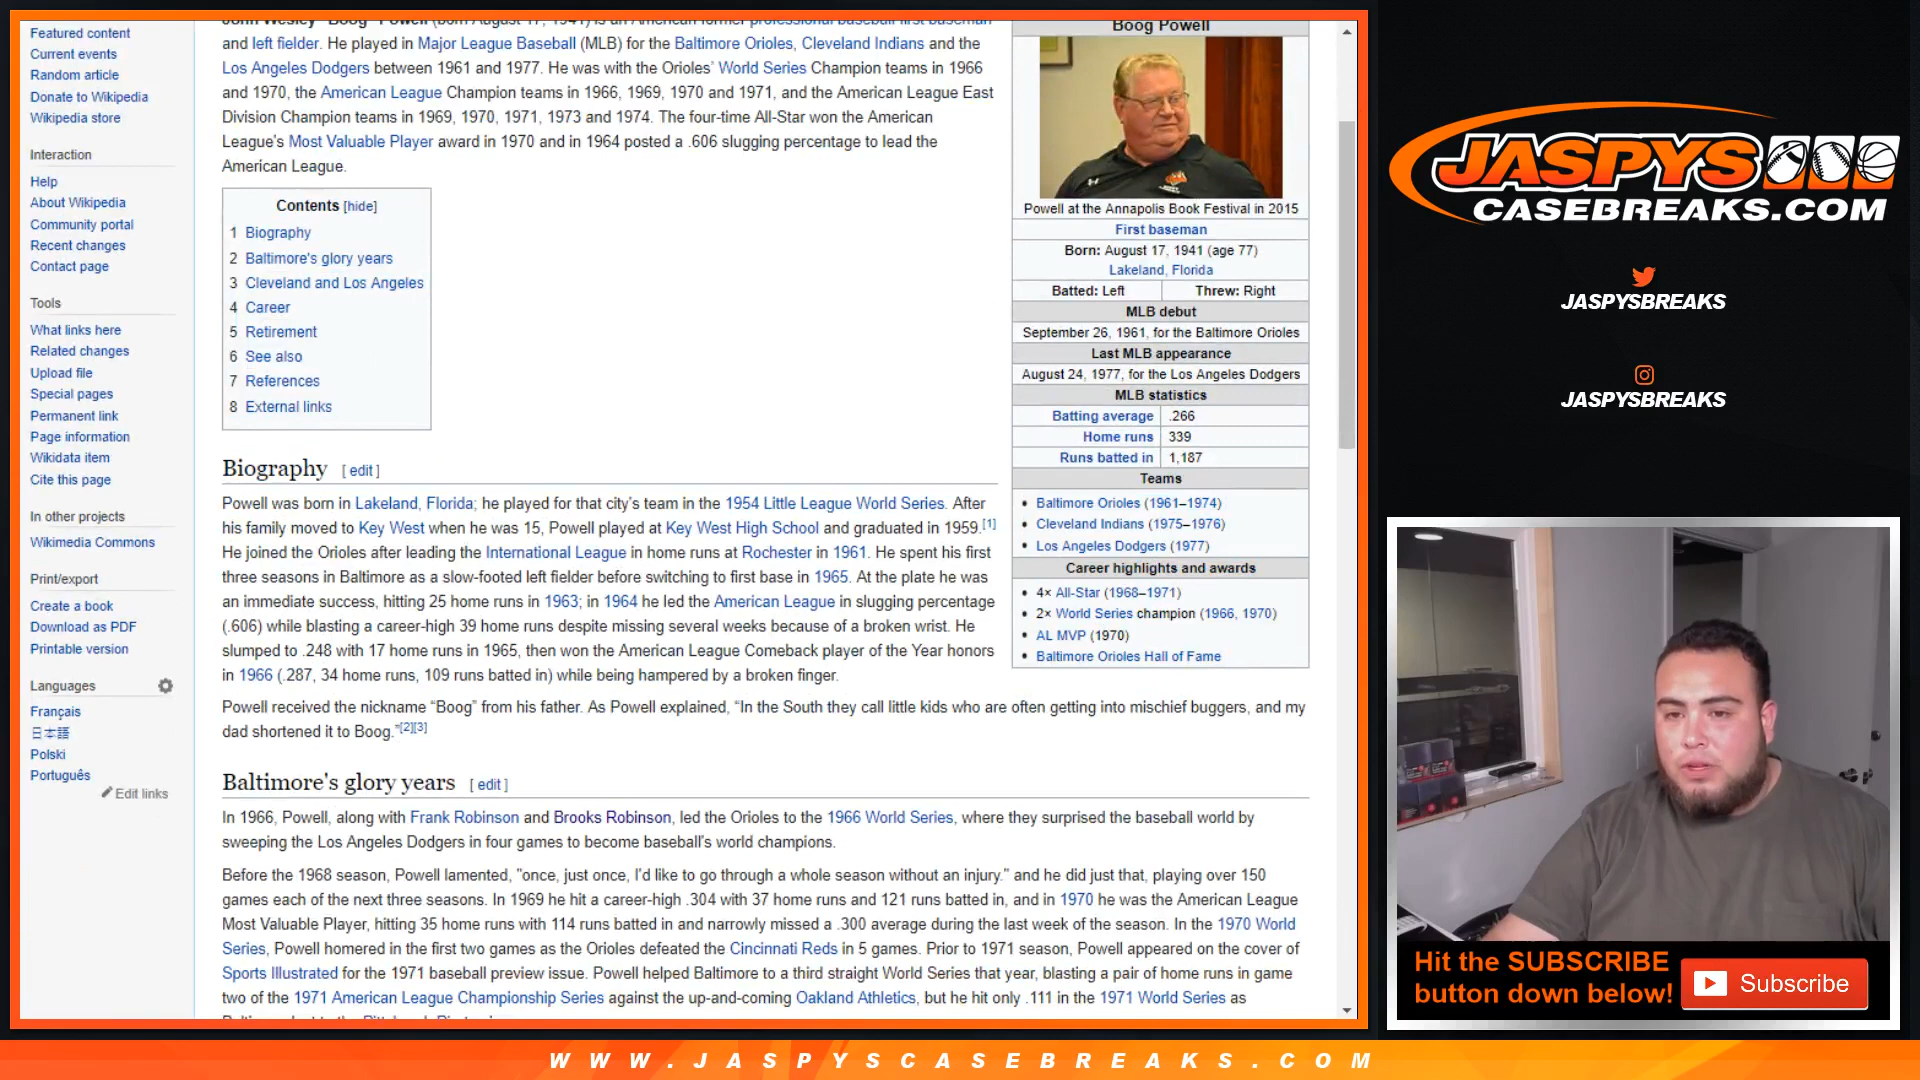 Featured content
Current events
Random article
Donate to Wikipedia
Wikipedia store
Interaction
Help
About Wikipedia
Community portal
Recent changes
Contact page
Tools
What links here
Related changes
Upload file
Special pages
Permanent link
Page information
Wikidata item
Cite this page
In other projects
Wikimedia Commons
Print/export
Create a book
Download as PDF
Printable version
Languages
Français
日本語
Polski
Português
Edit links
John Wesley "Boog" Powell (born August 17, 1941) is an American former professional baseball first baseman
and left fielder. He played in Major League Baseball (MLB) for the Baltimore Orioles, Cleveland Indians and the
Los Angeles Dodgers between 1961 and 1977. He was with the Orioles' World Series Champion teams in 1966
and 1970, the American League Champion teams in 1966, 1969, 1970 and 1971, and the American League East
Division Champion teams in 1969, 1970, 1971, 1973 and 1974. The four-time All-Star won the American
League's Most Valuable Player award in 1970 and in 1964 posted a .606 slugging percentage to lead the
American League.
Contents [hide]
1 Biography
2 Baltimore's glory years
3 Cleveland and Los Angeles
4 Career
5 Retirement
6 See also
7 References
8 External links
Biography [ edit ]
Powell was born in Lakeland, Florida; he played for that city's team in the 1954 Little League World Series. After
his family moved to Key West when he was 15, Powell played at Key West High School and graduated in 1959.[1]
He joined the Orioles after leading the International League in home runs at Rochester in 1961. He spent his first
three seasons in Baltimore as a slow-footed left fielder before switching to first base in 1965. At the plate he was
an immediate success, hitting 25 home runs in 1963; in 1964 he led the American League in slugging percentage
(.606) while blasting a career-high 39 home runs despite missing several weeks because of a broken wrist. He
slumped to .248 with 17 home runs in 1965, then won the American League Comeback player of the Year honors
in 1966 (.287, 34 home runs, 109 runs batted in) while being hampered by a broken finger.
Powell received the nickname “Boog” from his father. As Powell explained, “In the South they call little kids who are often getting into mischief buggers, and my
dad shortened it to Boog.”[2][3]
Baltimore's glory years [ edit ]
In 1966, Powell, along with Frank Robinson and Brooks Robinson, led the Orioles to the 1966 World Series, where they surprised the baseball world by
sweeping the Los Angeles Dodgers in four games to become baseball's world champions.
Before the 1968 season, Powell lamented, "once, just once, I'd like to go through a whole season without an injury." and he did just that, playing over 150
games each of the next three seasons. In 1969 he hit a career-high .304 with 37 home runs and 121 runs batted in, and in 1970 he was the American League
Most Valuable Player, hitting 35 home runs with 114 runs batted in and narrowly missed a .300 average during the last week of the season. In the 1970 World
Series, Powell homered in the first two games as the Orioles defeated the Cincinnati Reds in 5 games. Prior to 1971 season, Powell appeared on the cover of
Sports Illustrated for the 1971 baseball preview issue. Powell helped Baltimore to a third straight World Series that year, blasting a pair of home runs in game
two of the 1971 American League Championship Series against the up-and-coming Oakland Athletics, but he hit only .111 in the 1971 World Series as
Boog Powell
Powell at the Annapolis Book Festival in 2015
First baseman
Born: August 17, 1941 (age 77)
Lakeland, Florida
Batted: Left Threw: Right
MLB debut
September 26, 1961, for the Baltimore Orioles
Last MLB appearance
August 24, 1977, for the Los Angeles Dodgers
MLB statistics
Batting average .266
Home runs 339
Runs batted in 1,187
Teams
• Baltimore Orioles (1961–1974)
• Cleveland Indians (1975–1976)
• Los Angeles Dodgers (1977)
Career highlights and awards
• 4× All-Star (1968–1971)
• 2× World Series champion (1966, 1970)
• AL MVP (1970)
• Baltimore Orioles Hall of Fame
JASPYS
CASEBREAKS.COM
JASPYSBREAKS
JASPYSBREAKS
Hit the SUBSCRIBE
button down below!
Subscribe
WWW.JASPYSCASEBREAKS.COM